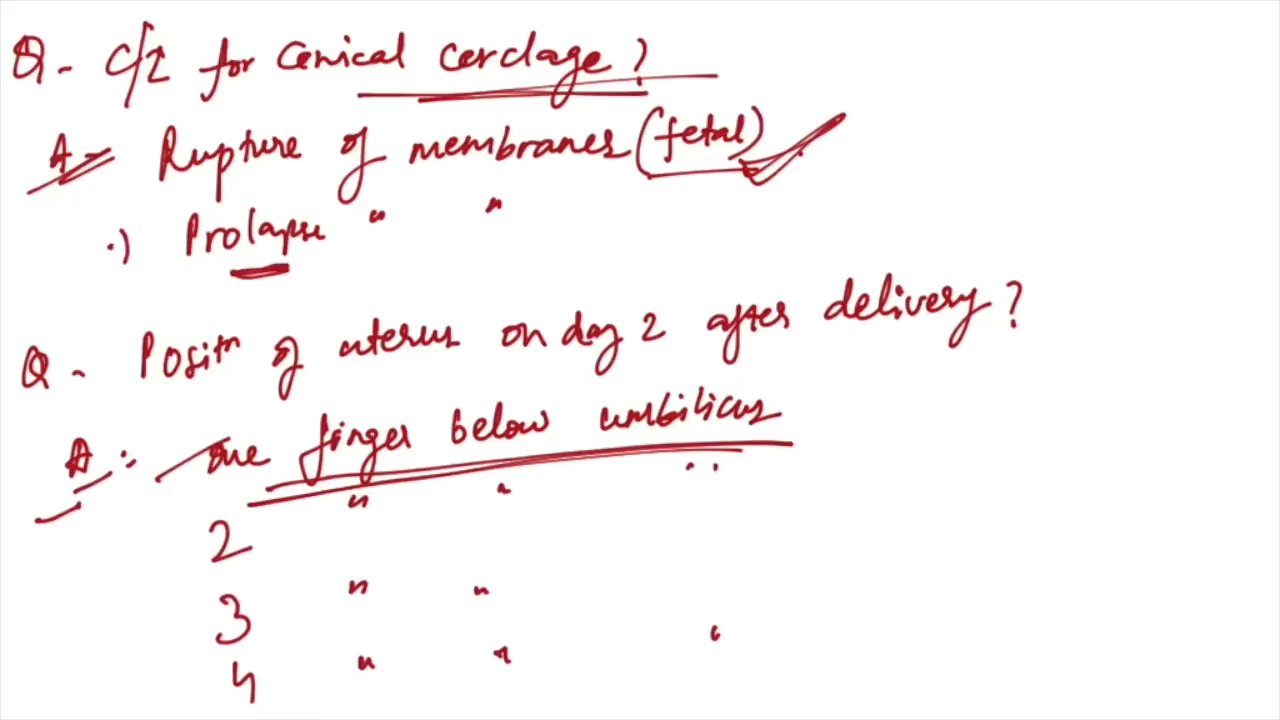 Q- C/I for Cervical cerclage?
A- Rupture of membranes (fetal)
.) Prolapse " "
Q- Positn of uterus on day 2 after delivery?
A: One finger below umbilicus
2 " " "
3 " "
4 " " "